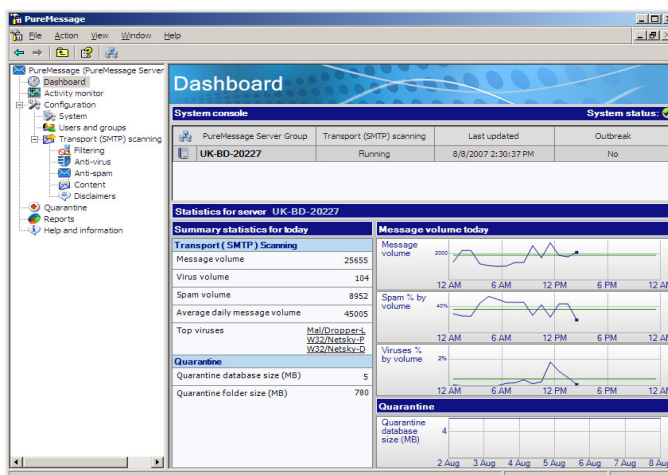 PureMessage
File Action View Window Help
PureMessage (PureMessage Server
Dashboard
Activity monitor
Configuration
System
Users and groups
Transport (SMTP) scanning
Filtering
Anti-virus
Anti-spam
Content
Disclaimers
Quarantine
Reports
Help and information
Dashboard
System console System status:
PureMessage Server Group Transport (SMTP) scanning Last updated Outbreak
UK-BD-20227 Running 8/8/2007 2:30:37 PM No
Statistics for server UK-BD-20227
Summary statistics for today
Transport ( SMTP ) Scanning
Message volume 25655
Virus volume 104
Spam volume 8952
Average daily message volume 45005
Top viruses Mal/Dropper-L
W32/Netsky-P
W32/Netsky-D
Quarantine
Quarantine database size (MB) 5
Quarantine folder size (MB) 780
Message volume today
Message
volume
2000
12 AM 6 AM 12 PM 6 PM 12 AM
Spam % by
volume
40%
12 AM 6 AM 12 PM 6 PM 12 AM
Viruses %
by volume
2%
12 AM 6 AM 12 PM 6 PM 12 AM
Quarantine
Quarantine
database
size (MB)
4
2 Aug 3 Aug 4 Aug 5 Aug 6 Aug 7 Aug 8 Aug